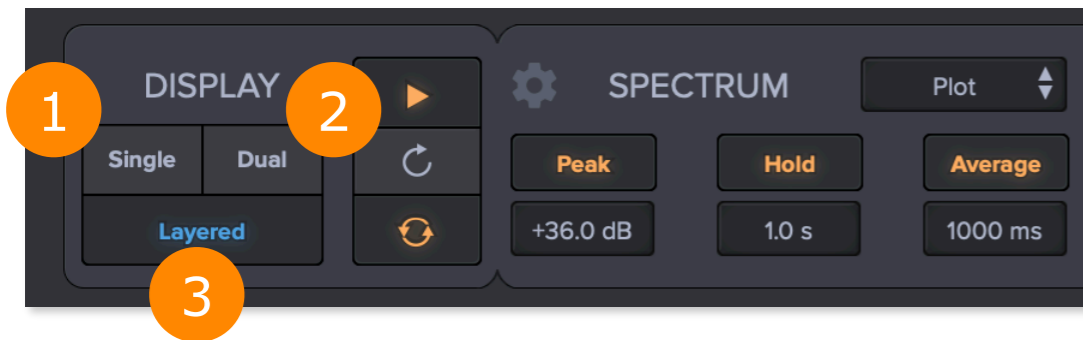 DISPLAY
1
2
Single
Dual
Layered
3
SPECTRUM
Plot
Peak
Hold
Average
+36.0 dB
1.0 s
1000 ms